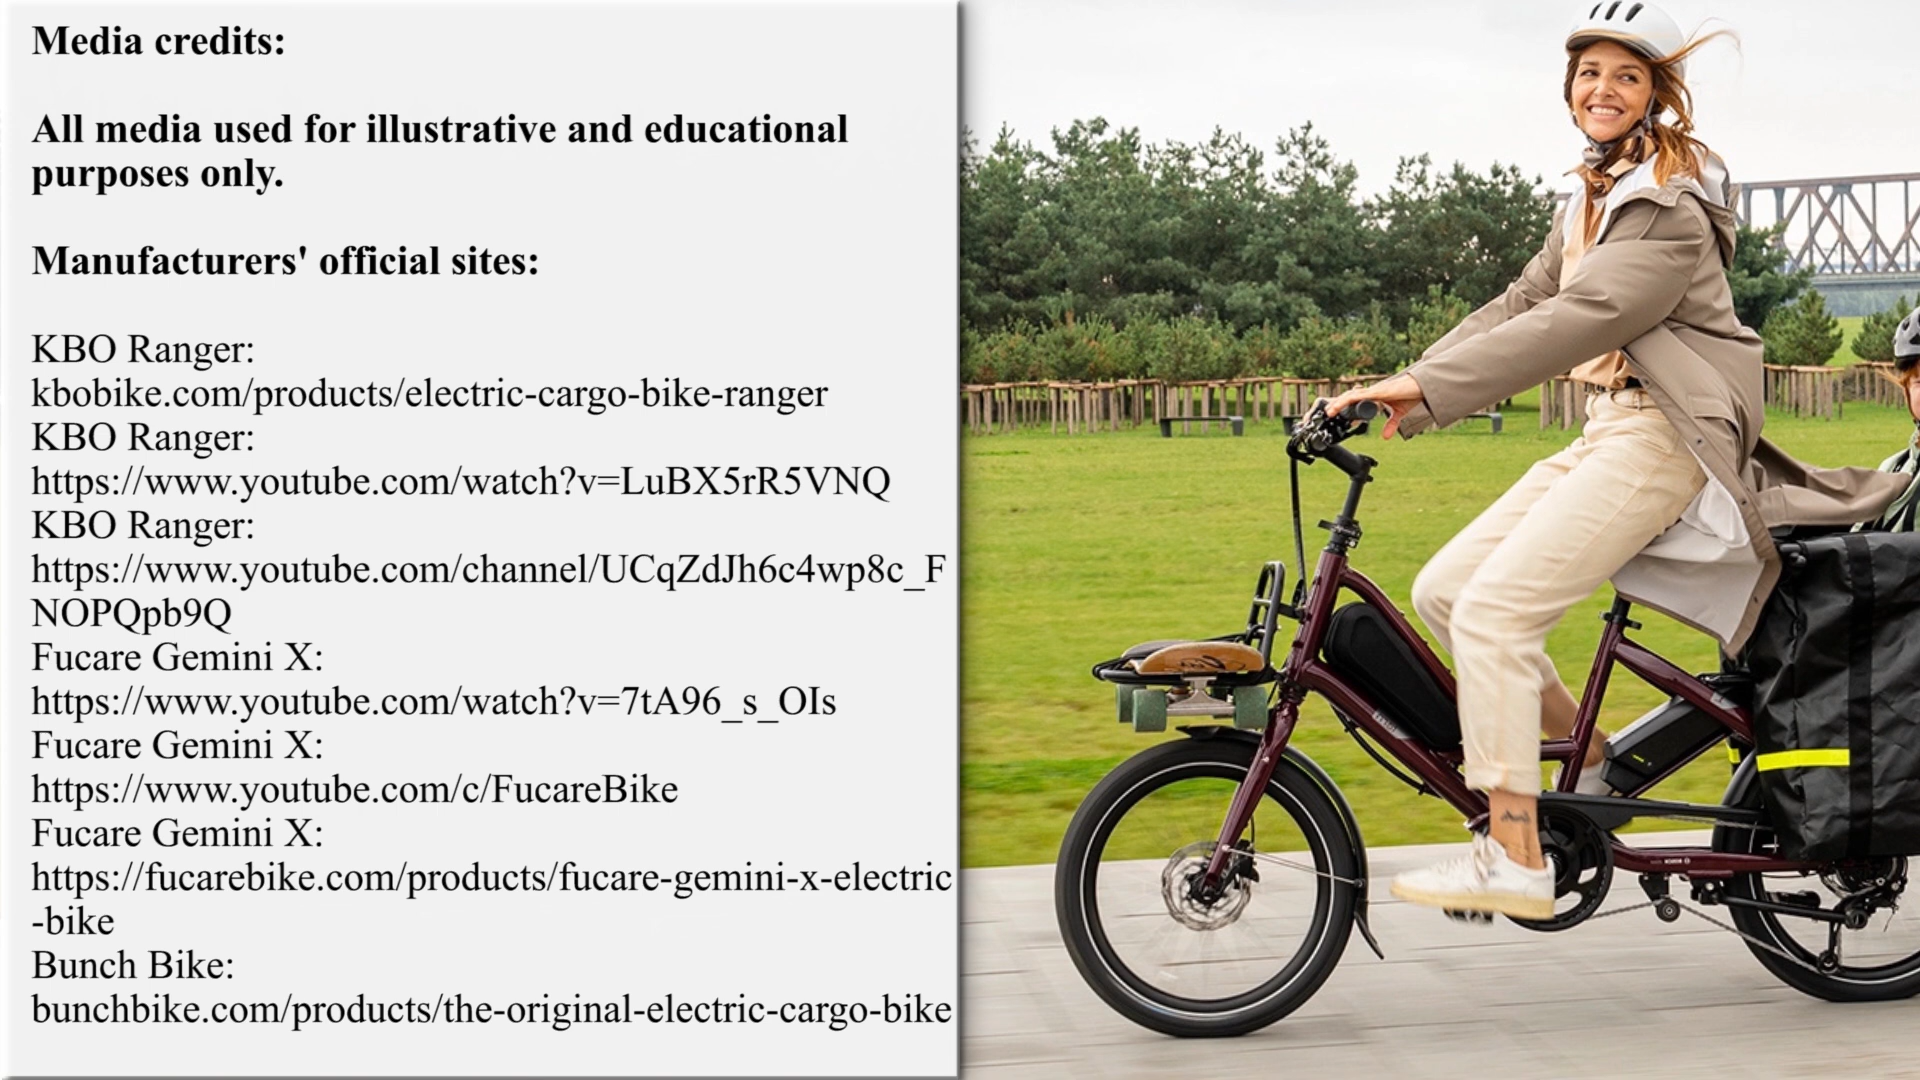 Media credits:
All media used for illustrative and educational
purposes only.
Manufacturers' official sites:
KBO Ranger:
kbobike.com/products/electric-cargo-bike-ranger
KBO Ranger:
https://www.youtube.com/watch?v=LuBX5rR5VNQ
KBO Ranger:
https://www.youtube.com/channel/UCqZdJh6c4wp8c_F
NOPQpb9Q
Fucare Gemini X:
https://www.youtube.com/watch?v=7tA96_s_OIs
Fucare Gemini X:
https://www.youtube.com/c/FucareBike
Fucare Gemini X:
https://fucarebike.com/products/fucare-gemini-x-electric
-bike
Bunch Bike:
bunchbike.com/products/the-original-electric-cargo-bike